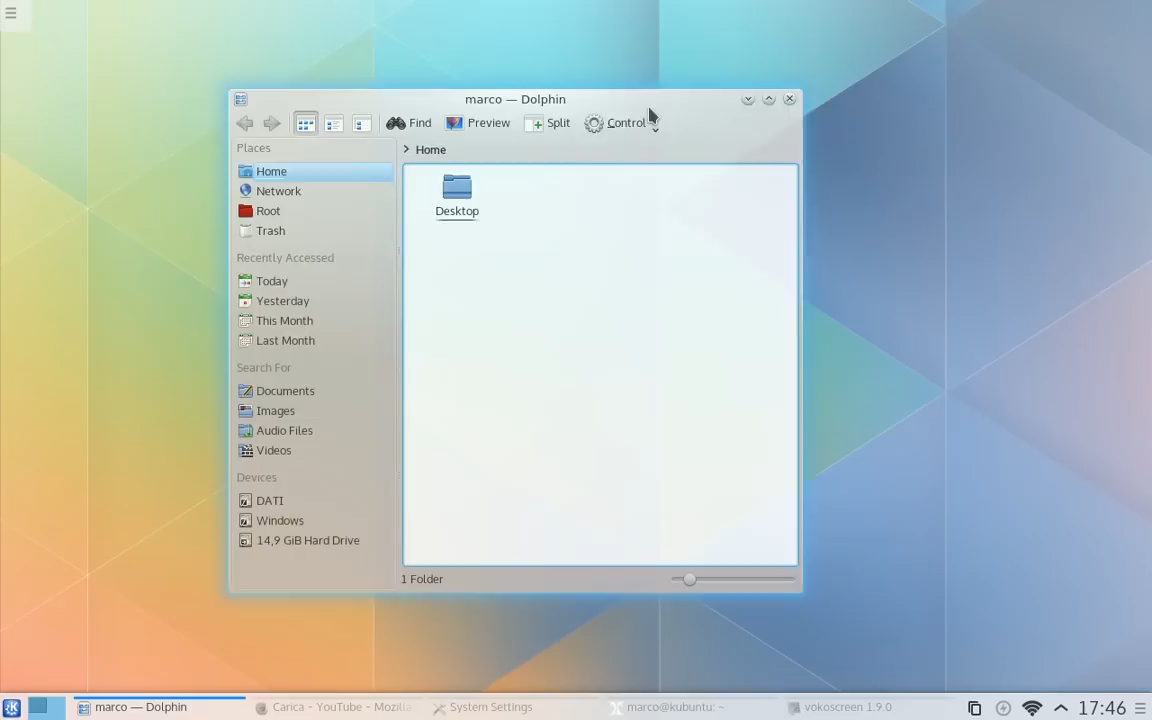 marco — Dolphin
Find Preview Split Control
Places
> Home
Home
Network
Root
Trash
Desktop
Recently Accessed
Today
Yesterday
This Month
Last Month
Search For
Documents
Images
Audio Files
Videos
Devices
DATI
Windows
14,9 GiB Hard Drive
1 Folder
marco — Dolphin
Carica - YouTube - Mozilla
System Settings
marco@kubuntu: ~
vokoscreen 1.9.0
17:46